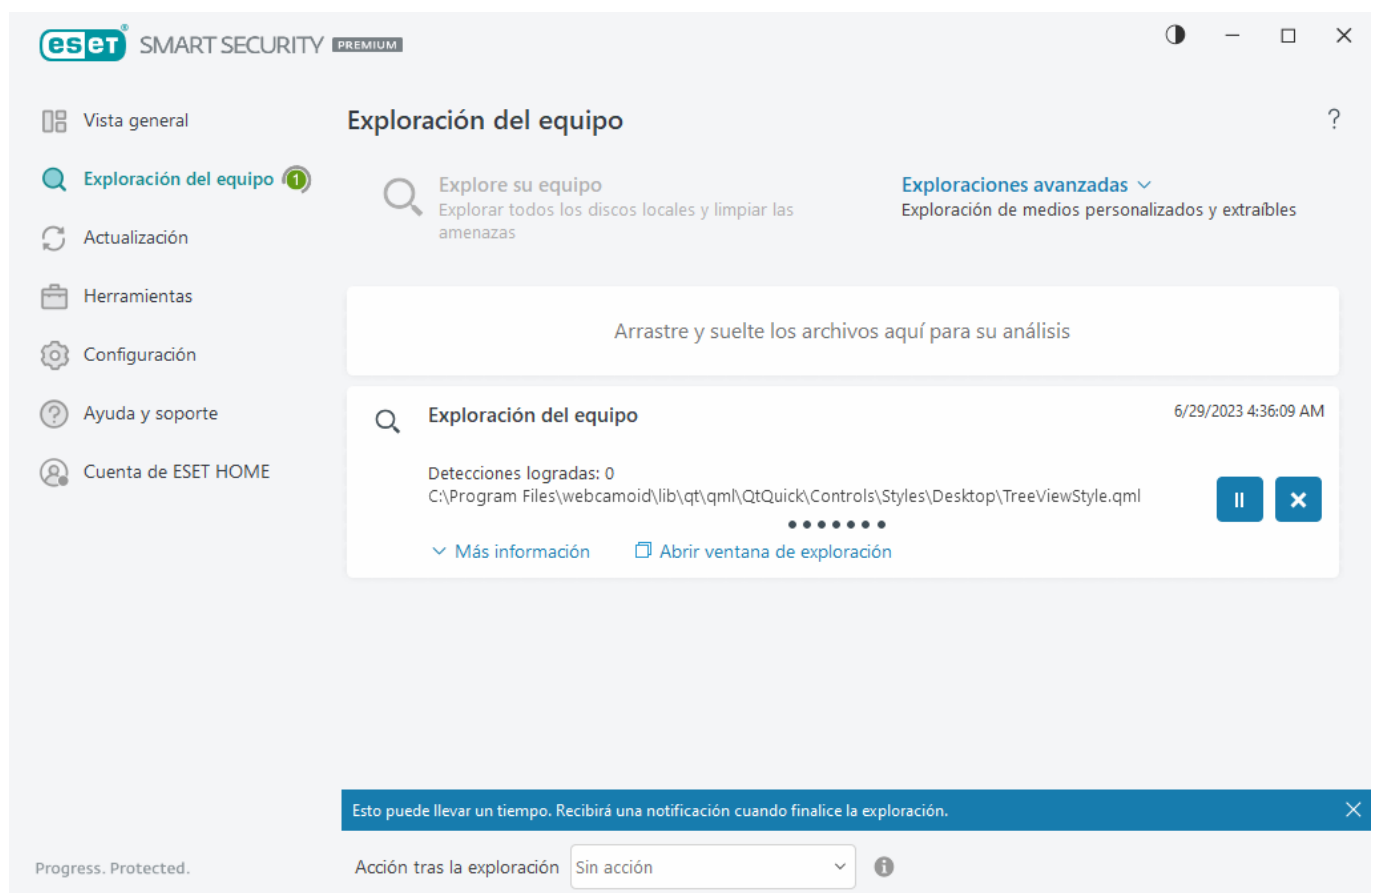 eset® SMART SECURITY PREMIUM
Vista general
Exploración del equipo 1
Actualización
Herramientas
Configuración
Ayuda y soporte
Cuenta de ESET HOME
Progress. Protected.
Exploración del equipo ?
Explore su equipo
Explorar todos los discos locales y limpiar las
amenazas
Exploraciones avanzadas
Exploración de medios personalizados y extraíbles
Arrastre y suelte los archivos aquí para su análisis
Exploración del equipo
6/29/2023 4:36:09 AM
Detecciones logradas: 0
C:\Program Files\webcamoid\lib\qt\qml\QtQuick\Controls\Styles\Desktop\TreeViewStyle.qml
Más información
Abrir ventana de exploración
Esto puede llevar un tiempo. Recibirá una notificación cuando finalice la exploración.
Acción tras la exploración Sin acción